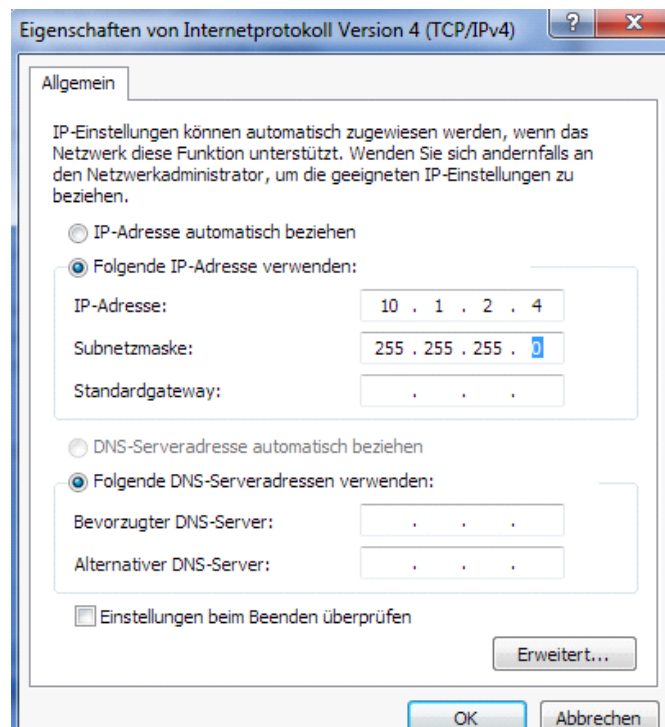 Eigenschaften von Internetprotokoll Version 4 (TCP/IPv4)
Allgemein
IP-Einstellungen können automatisch zugewiesen werden, wenn das
Netzwerk diese Funktion unterstützt. Wenden Sie sich andernfalls an
den Netzwerkadministrator, um die geeigneten IP-Einstellungen zu
beziehen.
IP-Adresse automatisch beziehen
Folgende IP-Adresse verwenden:
IP-Adresse: 10 . 1 . 2 . 4
Subnetzmaske: 255 . 255 . 255 . 0
Standardgateway: . . .
DNS-Serveradresse automatisch beziehen
Folgende DNS-Serveradressen verwenden:
Bevorzugter DNS-Server: . . .
Alternativer DNS-Server: . . .
Einstellungen beim Beenden überprüfen
Erweitert...
OK Abbrechen